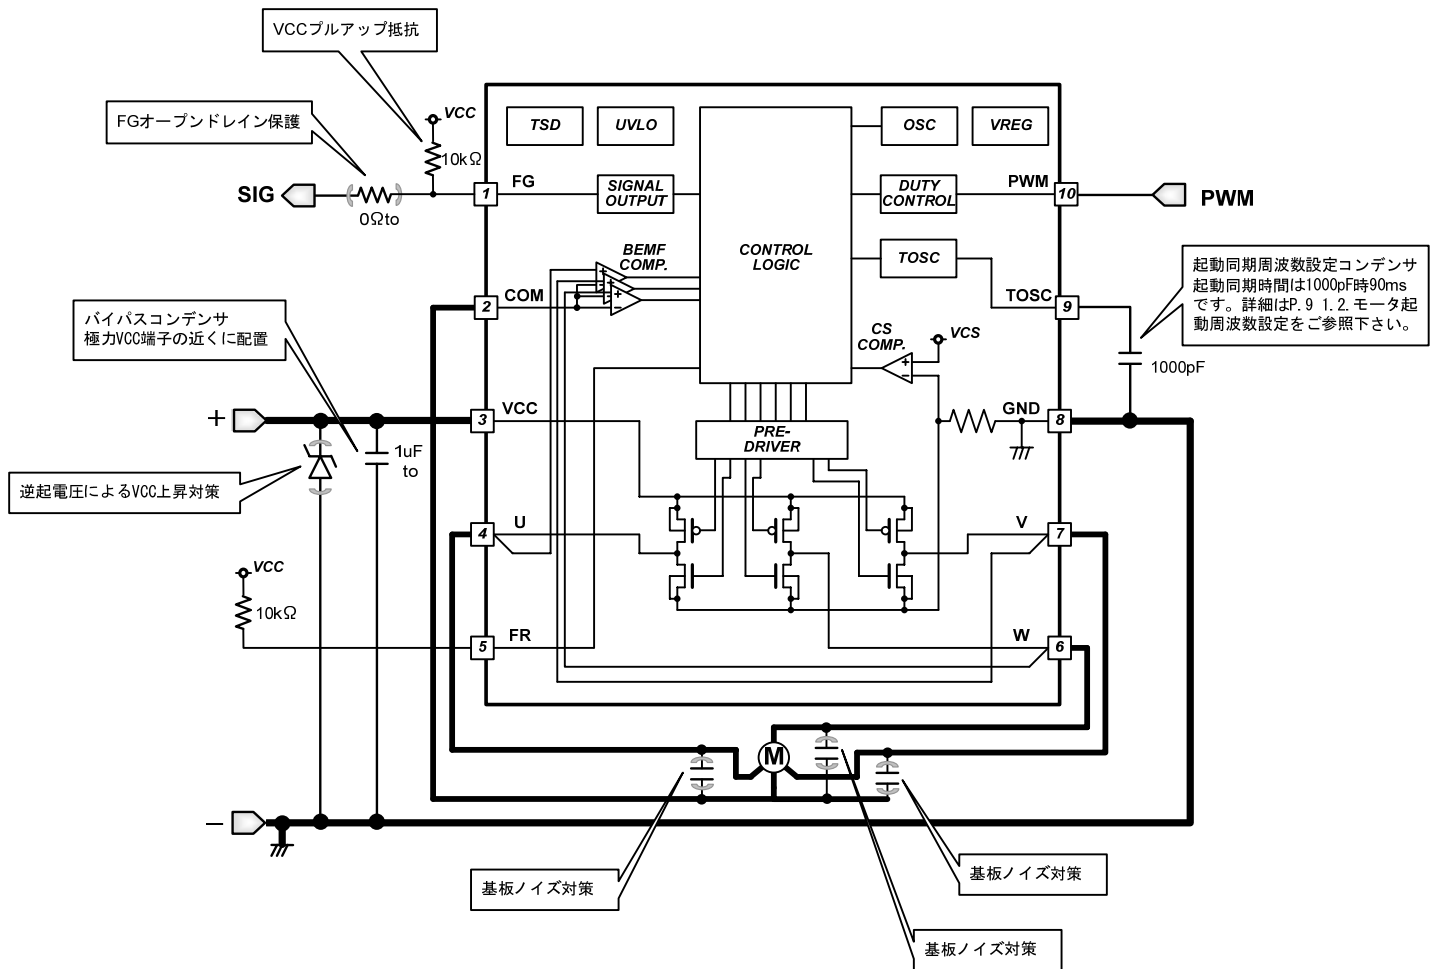 VCCプルアップ抵抗
FGオープンドレイン保護
VCC
10kΩ
SIG
0Ωto
1
FG
TSD
UVLO
SIGNAL
OUTPUT
CONTROL
LOGIC
OSC
VREG
DUTY
CONTROL
PWM
10
PWM
BEMF
COMP.
TOSC
COM
2
TOSC
9
起動同期周波数設定コンデンサ
起動同期時間は1000pF時90ms
です。詳細はP.9 1.2.モータ起
動周波数設定をご参照下さい。
1000pF
バイパスコンデンサ
極力VCC端子の近くに配置
CS
COMP.
VCS
+
3
VCC
1uF
to
PRE-
DRIVER
GND
8
逆起電圧によるVCC上昇対策
4
U
V
7
VCC
10kΩ
5
FR
W
6
M
−
基板ノイズ対策
基板ノイズ対策
基板ノイズ対策